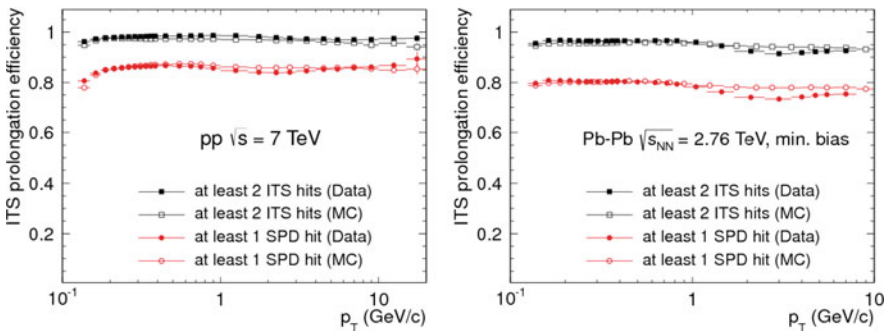 ITS prolongation efficiency
1
0.8
0.6
0.4
0.2
pp √s = 7 TeV
at least 2 ITS hits (Data)
at least 2 ITS hits (MC)
at least 1 SPD hit (Data)
at least 1 SPD hit (MC)
10⁻¹ 1 10
p_T (GeV/c)
ITS prolongation efficiency
1
0.8
0.6
0.4
0.2
Pb-Pb √s_NN = 2.76 TeV, min. bias
at least 2 ITS hits (Data)
at least 2 ITS hits (MC)
at least 1 SPD hit (Data)
at least 1 SPD hit (MC)
10⁻¹ 1 10
p_T (GeV/c)